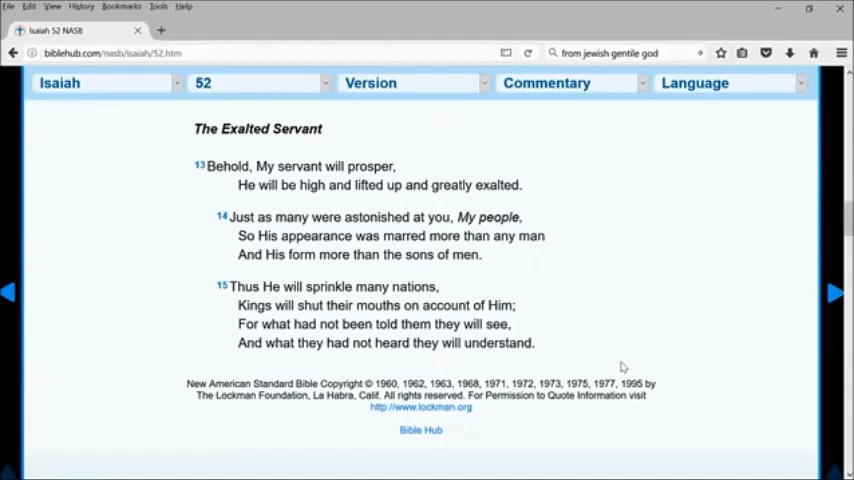 File Edit View History Bookmarks Tools Help
Isaiah 52 NASB
biblehub.com/nasb/isaiah/52.htm
from jewish gentile god
Isaiah 52 Version Commentary Language
The Exalted Servant
13 Behold, My servant will prosper,
He will be high and lifted up and greatly exalted.
14 Just as many were astonished at you, My people,
So His appearance was marred more than any man
And His form more than the sons of men.
15 Thus He will sprinkle many nations,
Kings will shut their mouths on account of Him;
For what had not been told them they will see,
And what they had not heard they will understand.
New American Standard Bible Copyright © 1960, 1962, 1963, 1968, 1971, 1972, 1973, 1975, 1977, 1995 by
The Lockman Foundation, La Habra, Calif. All rights reserved. For Permission to Quote Information visit
http://www.lockman.org
Bible Hub